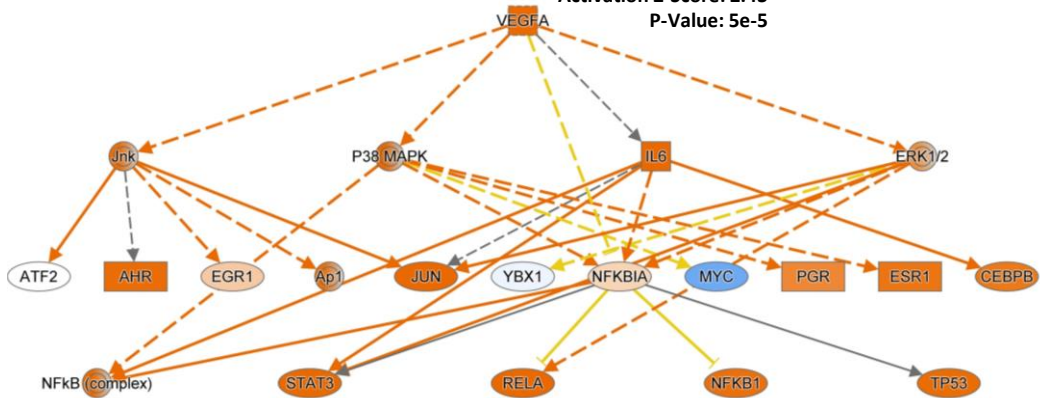 P-Value: 5e-5
VEGFA
Jnk
P38 MAPK
IL6
ERK1/2
ATF2
AHR
EGR1
Ap1
JUN
YBX1
NFKBIA
MYC
PGR
ESR1
CEBPB
NFkB (complex)
STAT3
RELA
NFKB1
TP53